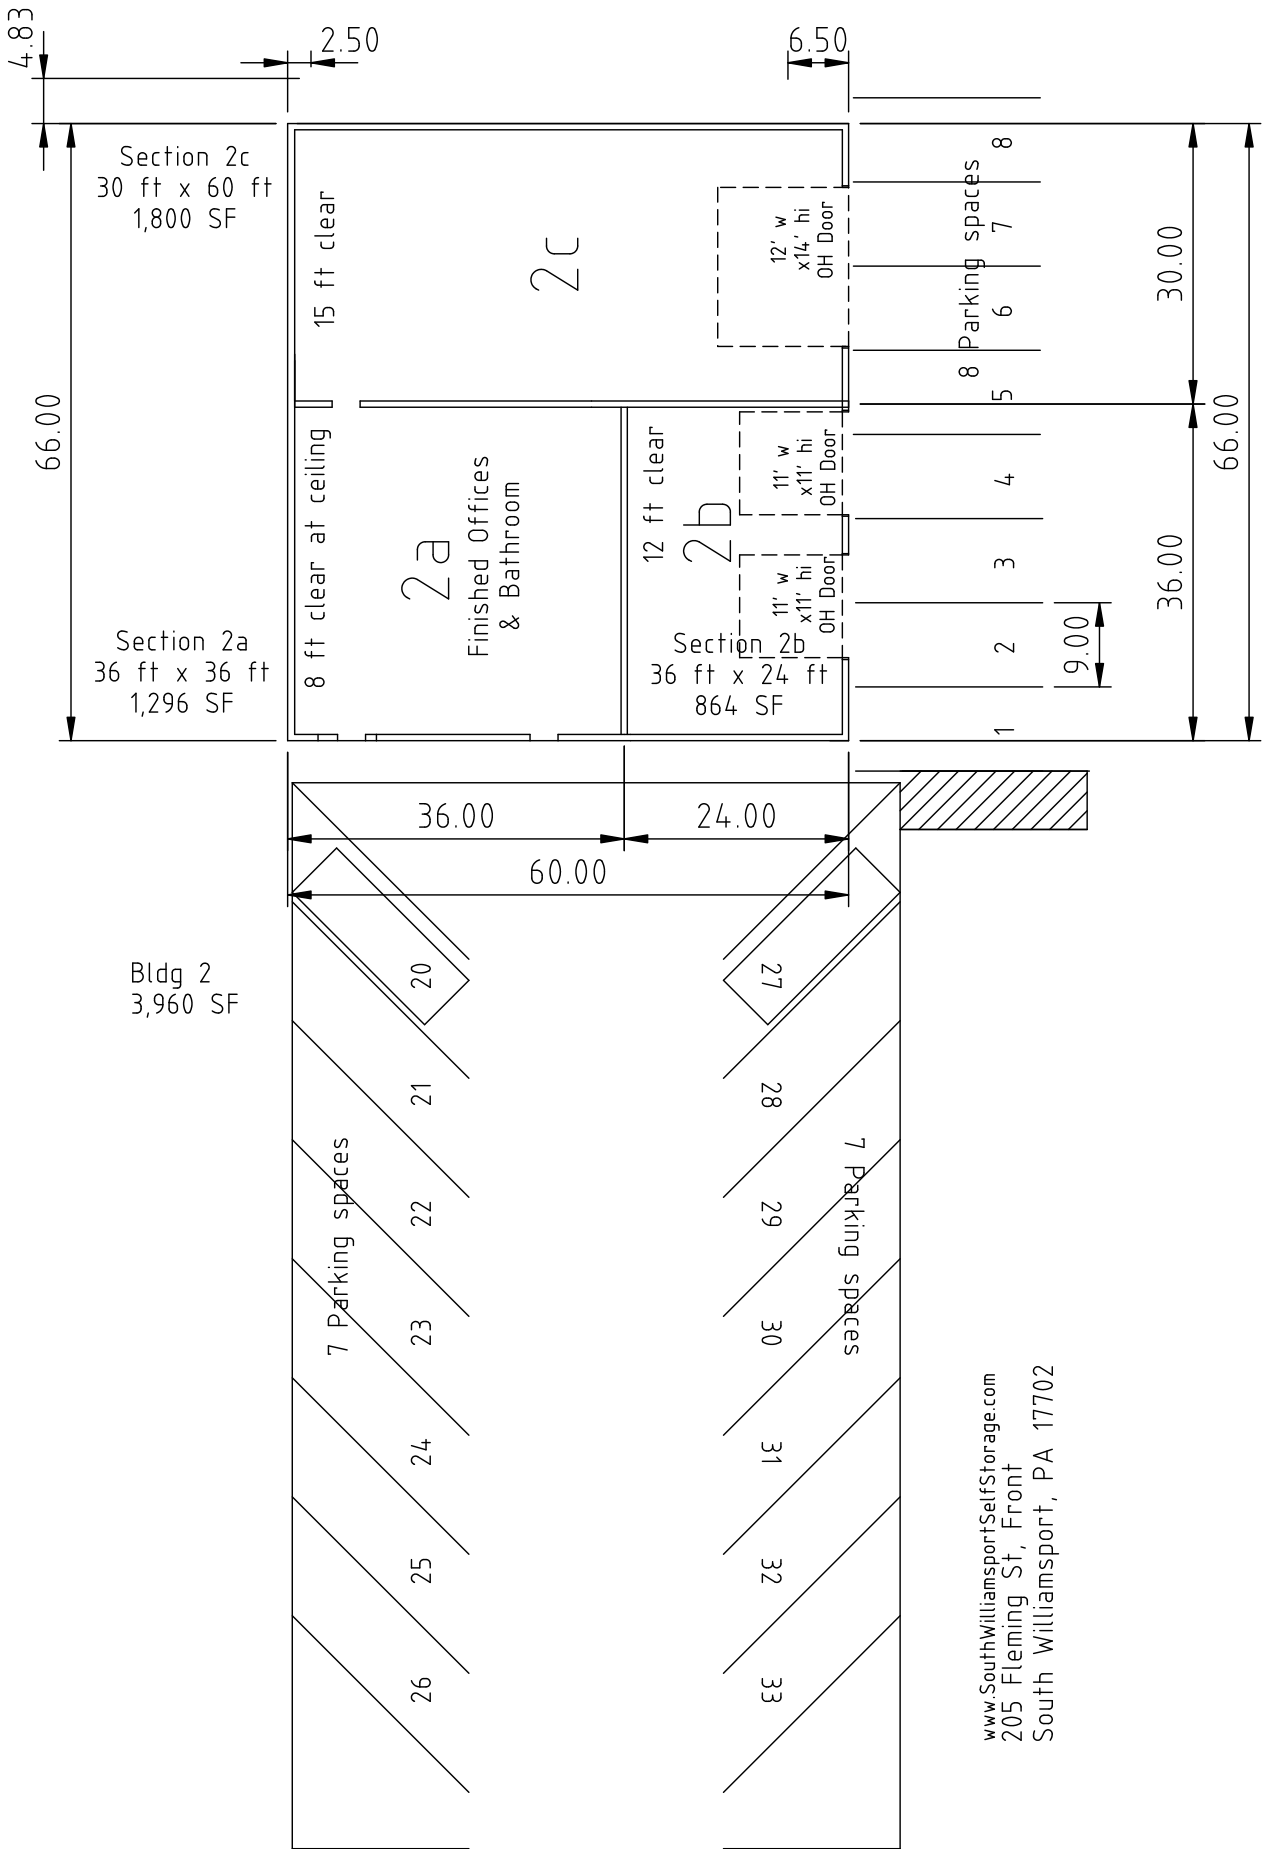 4.83
2.50
6.50
66.00
Section 2c
30 ft x 60 ft
1,800 SF
15 ft clear
2c
12' w
x14' hi
OH Door
8 Parking spaces
8
7
6
5
4
3
2
1
30.00
66.00
36.00
9.00
Section 2a
36 ft x 36 ft
1,296 SF
8 ft clear at ceiling
2a
Finished Offices
& Bathroom
12 ft clear
2b
11' w
x11' hi
OH Door
11' w
x11' hi
OH Door
Section 2b
36 ft x 24 ft
864 SF
36.00
24.00
60.00
Bldg 2
3,960 SF
20
21
22
23
24
25
26
7 Parking spaces
27
28
29
30
31
32
33
7 Parking spaces
www.SouthWilliamsportSelfStorage.com
205 Fleming St, Front
South Williamsport, PA 17702